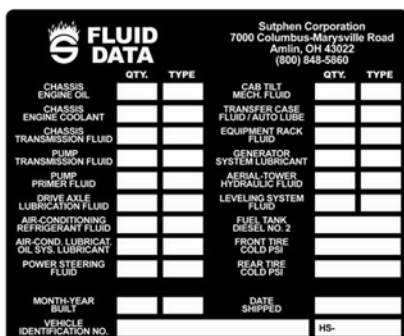 FLUID
DATA
Sutphen Corporation
7000 Columbus-Marysville Road
Amlin, OH 43022
(800) 848-5860
QTY. TYPE
QTY. TYPE
CHASSIS
ENGINE OIL
CHASSIS
ENGINE COOLANT
CHASSIS
TRANSMISSION FLUID
PUMP
TRANSMISSION FLUID
PUMP
PRIMER FLUID
DRIVE AXLE
LUBRICATION FLUID
AIR-CONDITIONING
REFRIGERANT FLUID
AIR-COND. LUBRICAT.
OIL SYS. LUBRICANT
POWER STEERING
FLUID
CAB TILT
MECH. FLUID
TRANSFER CASE
FLUID / AUTO LUBE
EQUIPMENT RACK
FLUID
GENERATOR
SYSTEM LUBRICANT
AERIAL-TOWER
HYDRAULIC FLUID
LEVELING SYSTEM
FLUID
FUEL TANK
DIESEL NO. 2
FRONT TIRE
COLD PSI
REAR TIRE
COLD PSI
MONTH-YEAR
BUILT
DATE
SHIPPED
VEHICLE
IDENTIFICATION NO.
HS-